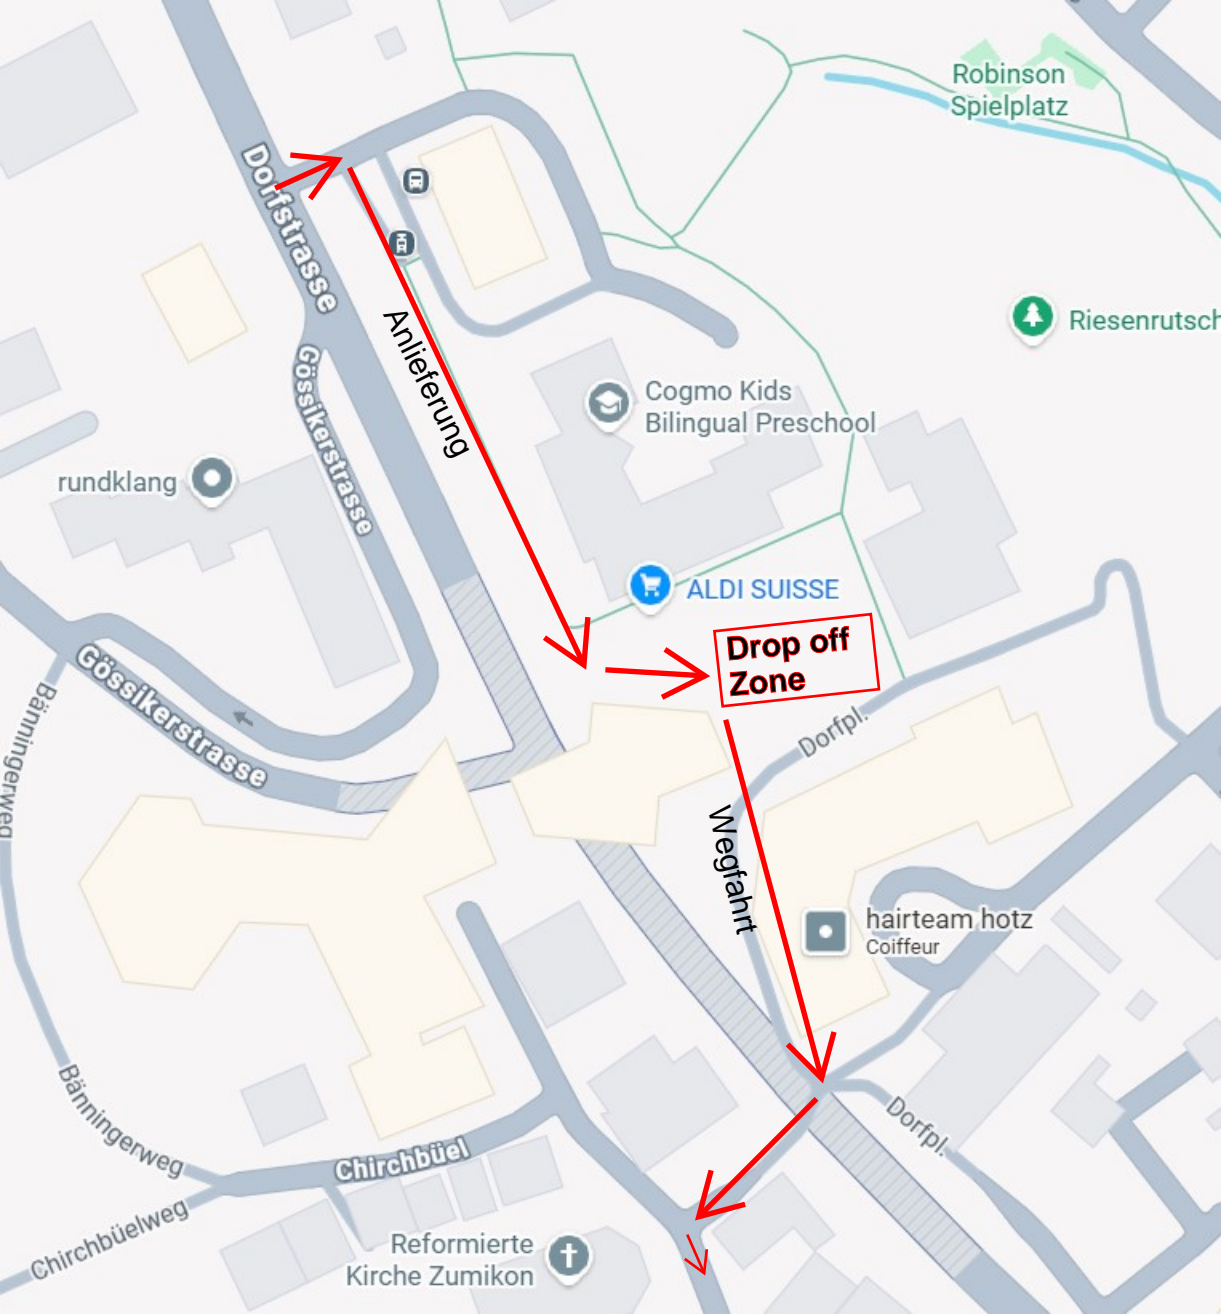 Robinson
Spielplatz
Dorfstrasse
Riesenrutsch
Anlieferung
Gössikerstrasse
Cogmo Kids
Bilingual Preschool
rundklang
ALDI SUISSE
Drop off
Zone
Gössikerstrasse
Bänningerweg
Dorfpl.
Wegfahrt
hairteam hotz
Coiffeur
Bänningerweg
Dorfpl.
Chirchbüel
Chirchbüelweg
Reformierte
Kirche Zumikon